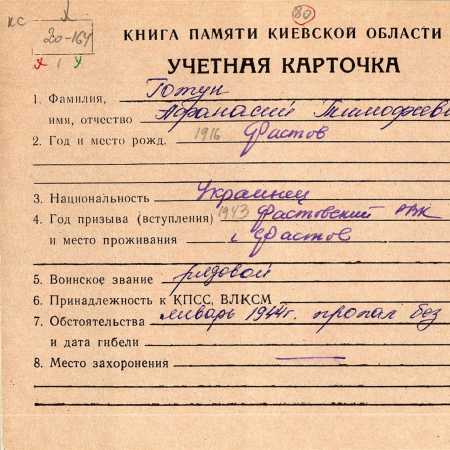 80
КС
20-164
х 1 у
КНИГА ПАМЯТИ КИЕВСКОЙ ОБЛАСТИ
УЧЕТНАЯ КАРТОЧКА
1. Фамилия, Готун
имя, отчество Афанасий Тимофееви
2. Год и место рожд. 1916 Фастов
3. Национальность Украинец
4. Год призыва (вступления) 1943 Фастовский РВК
и место проживания г. Фастов
5. Воинское звание рядовой
6. Принадлежность к КПСС, ВЛКСМ
7. Обстоятельства январь 1944г. пропал без
и дата гибели
8. Место захоронения